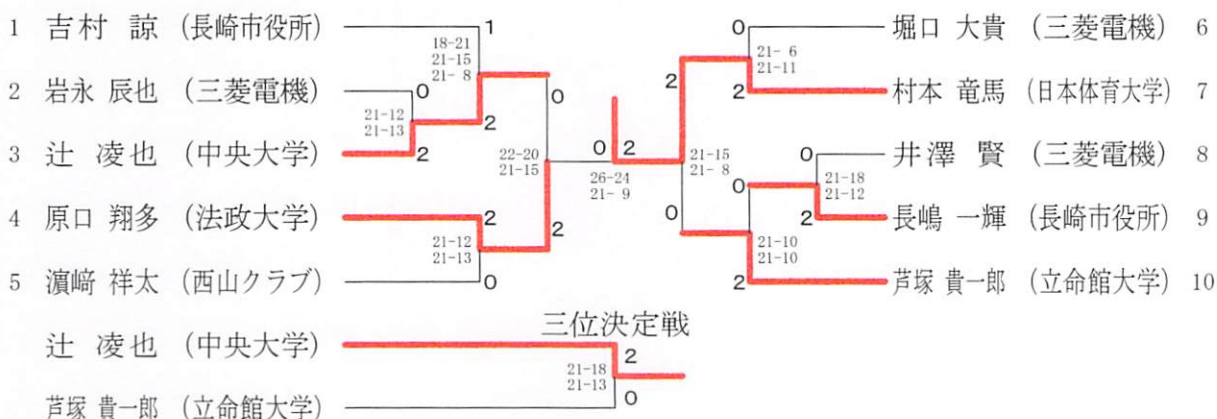 1 吉村 諒 (長崎市役所) 1
18-21
21-15
21- 8
2 岩永 辰也 (三菱電機) 0
21-12
21-13
2
3 辻 凌也 (中央大学) 2
0
22-20
21-15
4 原口 翔多 (法政大学) 2
2
21-12
21-13
5 濵﨑 祥太 (西山クラブ) 0
0 2
26-24
21- 9
0 堀口 大貴 (三菱電機) 6
21- 6
21-11
2
2 村本 竜馬 (日本体育大学) 7
21-15
21- 8
0 井澤 賢 (三菱電機) 8
21-18
21-12
0
2 長嶋 一輝 (長崎市役所) 9
0
21-10
21-10
2 芦塚 貴一郎 (立命館大学) 10
三位決定戦
辻 凌也 (中央大学) 2
21-18
21-13
芦塚 貴一郎 (立命館大学) 0